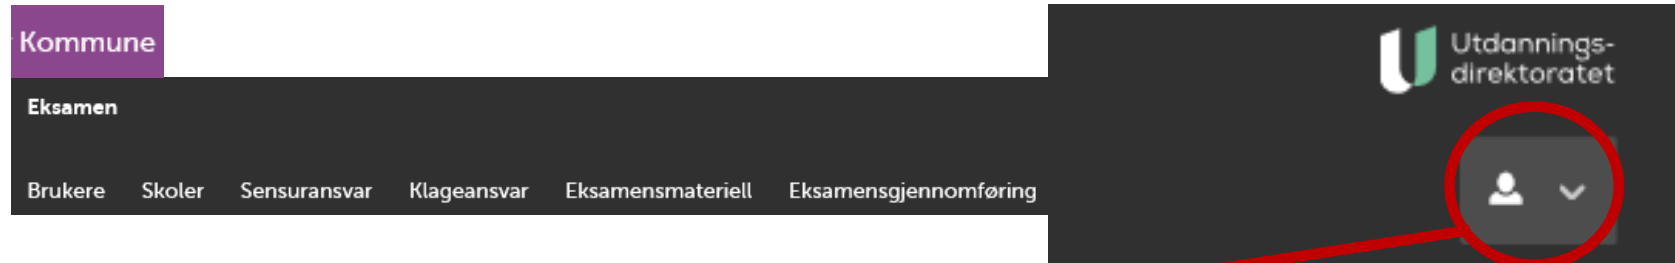 Kommune
Utdannings-
direktoratet
Eksamen
Brukere Skoler Sensuransvar Klageansvar Eksamensmateriell Eksamensgjennomføring